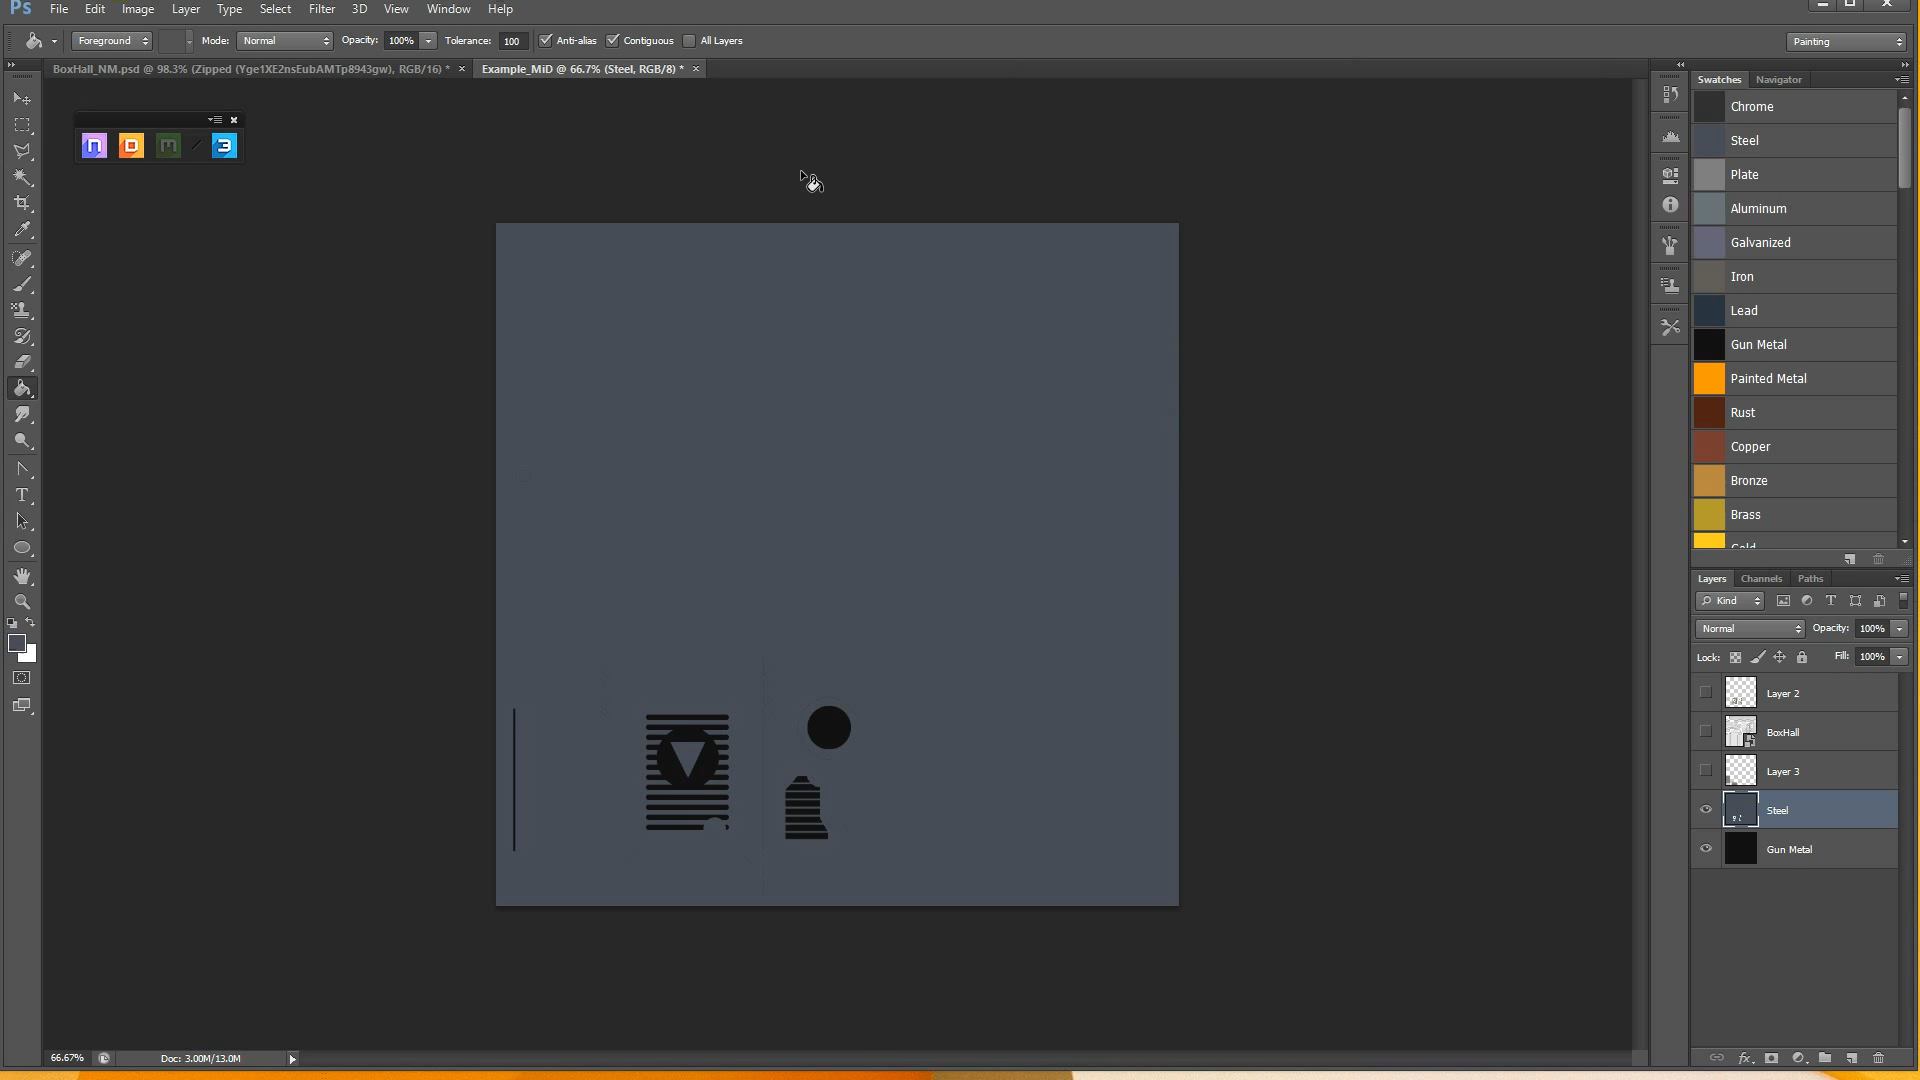 Ps File Edit Image Layer Type Select Filter 3D View Window Help
Foreground Mode: Normal Opacity: 100% Tolerance: 100 Anti-alias Contiguous All Layers Painting
BoxHall_NM.psd @ 98.3% (Zipped (Yge1XE2nsEubAMTp8943gw), RGB/16) * × Example_MiD @ 66.7% (Steel, RGB/8) * ×
Swatches Navigator
n D m 3
Chrome
Steel
Plate
Aluminum
Galvanized
Iron
Lead
Gun Metal
Painted Metal
Rust
Copper
Bronze
Brass
Gold
Layers Channels Paths
Kind
Normal Opacity: 100%
Lock: Fill: 100%
Layer 2
BoxHall
Layer 3
Steel
Gun Metal
66.67% Doc: 3.00M/13.0M